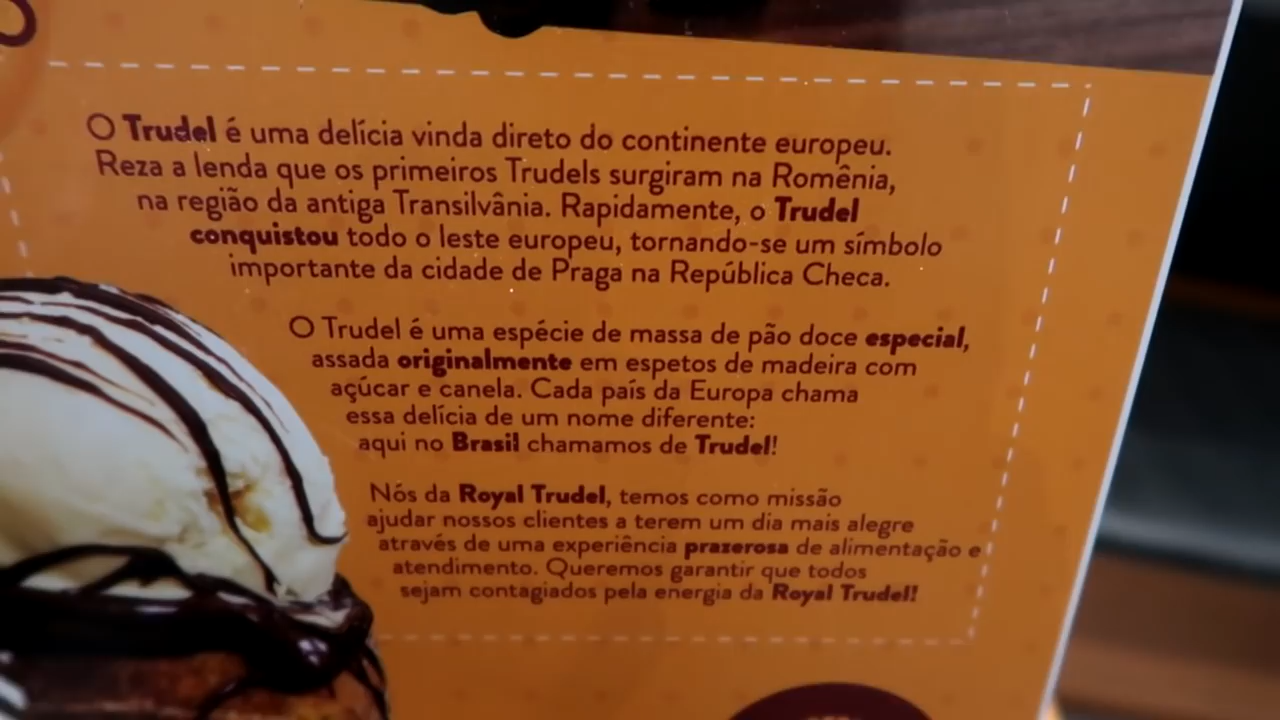 O Trudel é uma delícia vinda direto do continente europeu.
Reza a lenda que os primeiros Trudels surgiram na Romênia,
na região da antiga Transilvânia. Rapidamente, o Trudel
conquistou todo o leste europeu, tornando-se um símbolo
importante da cidade de Praga na República Checa.
O Trudel é uma espécie de massa de pão doce especial,
assada originalmente em espetos de madeira com
açúcar e canela. Cada país da Europa chama
essa delícia de um nome diferente:
aqui no Brasil chamamos de Trudel!
Nós da Royal Trudel, temos como missão
ajudar nossos clientes a terem um dia mais alegre
através de uma experiência prazerosa de alimentação e
atendimento. Queremos garantir que todos
sejam contagiados pela energia da Royal Trudel!